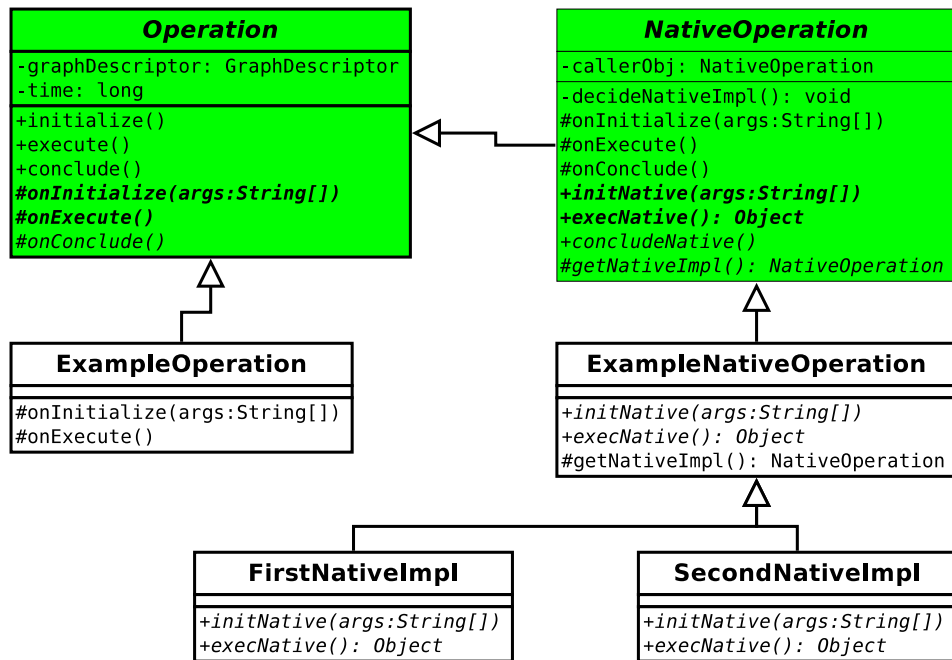 Operation
-graphDescriptor: GraphDescriptor
-time: long
+initialize()
+execute()
+conclude()
#onInitialize(args:String[])
#onExecute()
#onConclude()
NativeOperation
-callerObj: NativeOperation
-decideNativeImpl(): void
#onInitialize(args:String[])
#onExecute()
#onConclude()
+initNative(args:String[])
+execNative(): Object
+concludeNative()
#getNativeImpl(): NativeOperation
ExampleOperation
#onInitialize(args:String[])
#onExecute()
ExampleNativeOperation
+initNative(args:String[])
+execNative(): Object
#getNativeImpl(): NativeOperation
FirstNativeImpl
+initNative(args:String[])
+execNative(): Object
SecondNativeImpl
+initNative(args:String[])
+execNative(): Object